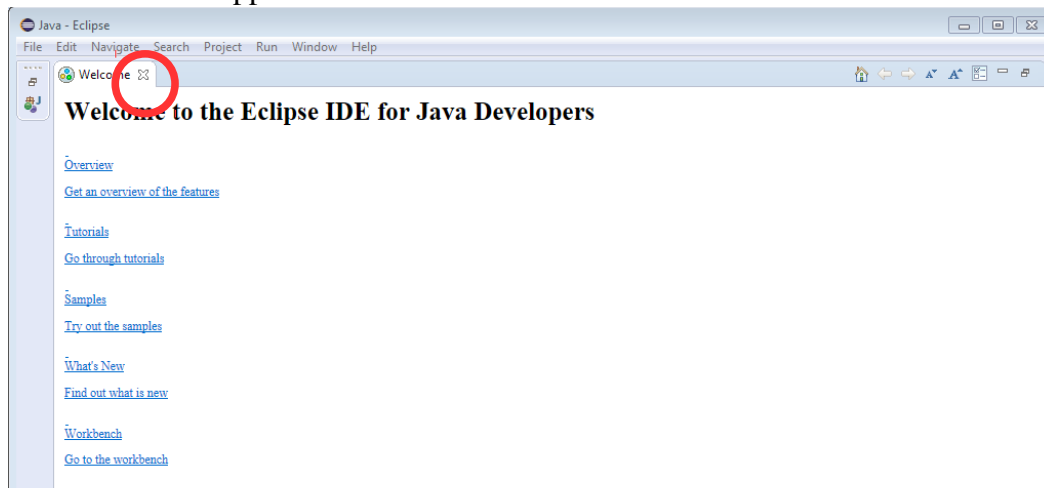 Java - Eclipse
File Edit Navigate Search Project Run Window Help
Welcome
Welcome to the Eclipse IDE for Java Developers
Overview
Get an overview of the features
Tutorials
Go through tutorials
Samples
Try out the samples
What's New
Find out what is new
Workbench
Go to the workbench